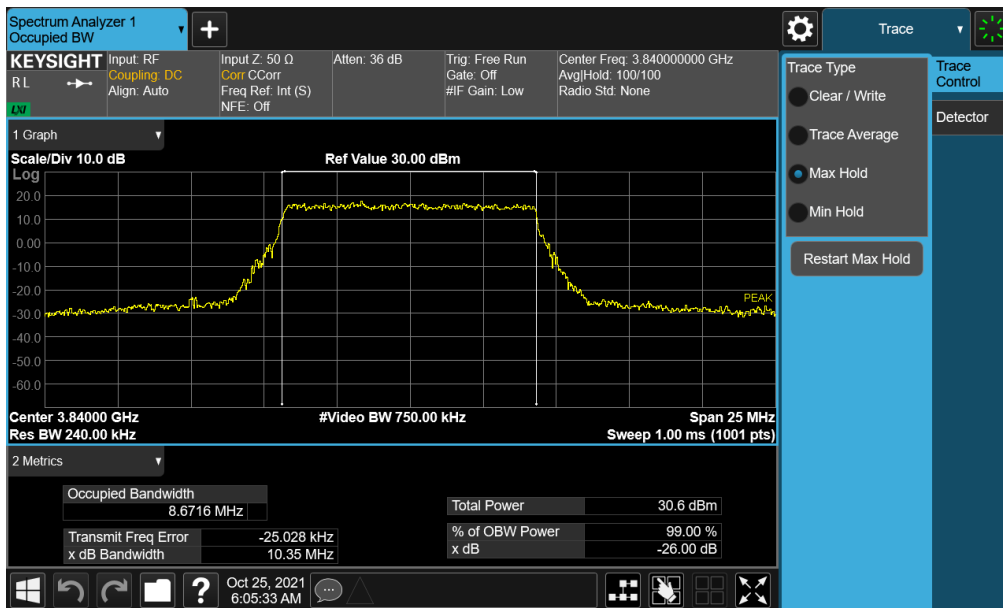 Spectrum Analyzer 1
Occupied BW
+
Trace
KEYSIGHT
R L
LXI
Input: RF
Coupling: DC
Align: Auto
Input Z: 50 Ω
Corr CCorr
Freq Ref: Int (S)
NFE: Off
Atten: 36 dB
Trig: Free Run
Gate: Off
#IF Gain: Low
Center Freq: 3.840000000 GHz
Avg|Hold: 100/100
Radio Std: None
Trace Type
Clear / Write
Trace Average
Max Hold
Min Hold
Restart Max Hold
Trace
Control
Detector
1 Graph
Scale/Div 10.0 dB
Ref Value 30.00 dBm
Log
20.0
10.0
0.00
-10.0
-20.0
-30.0
-40.0
-50.0
-60.0
PEAK
Center 3.84000 GHz
#Video BW 750.00 kHz
Span 25 MHz
Res BW 240.00 kHz
Sweep 1.00 ms (1001 pts)
2 Metrics
Occupied Bandwidth
8.6716 MHz
Total Power 30.6 dBm
Transmit Freq Error -25.028 kHz
% of OBW Power 99.00 %
x dB Bandwidth 10.35 MHz
x dB -26.00 dB
?
Oct 25, 2021
6:05:33 AM